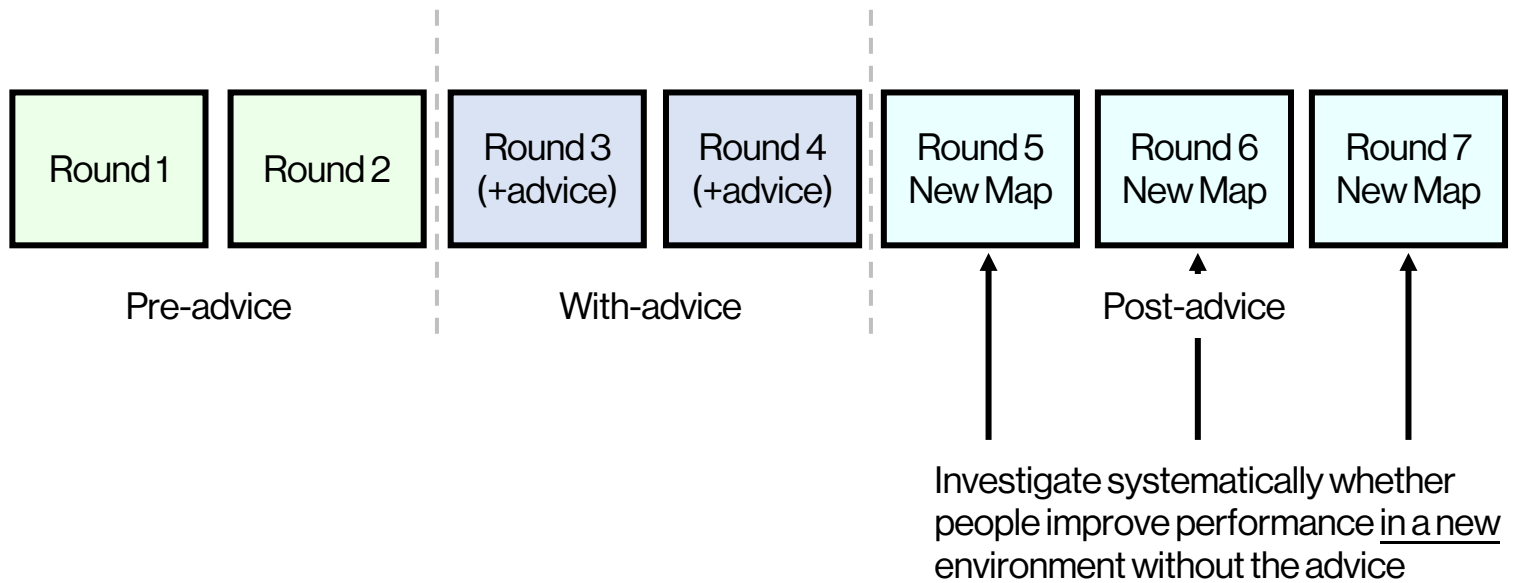 Round 1
Round 2
Round 3
(+advice)
Round 4
(+advice)
Round 5
New Map
Round 6
New Map
Round 7
New Map
Pre-advice
With-advice
Post-advice
Investigate systematically whether
people improve performance in a new
environment without the advice